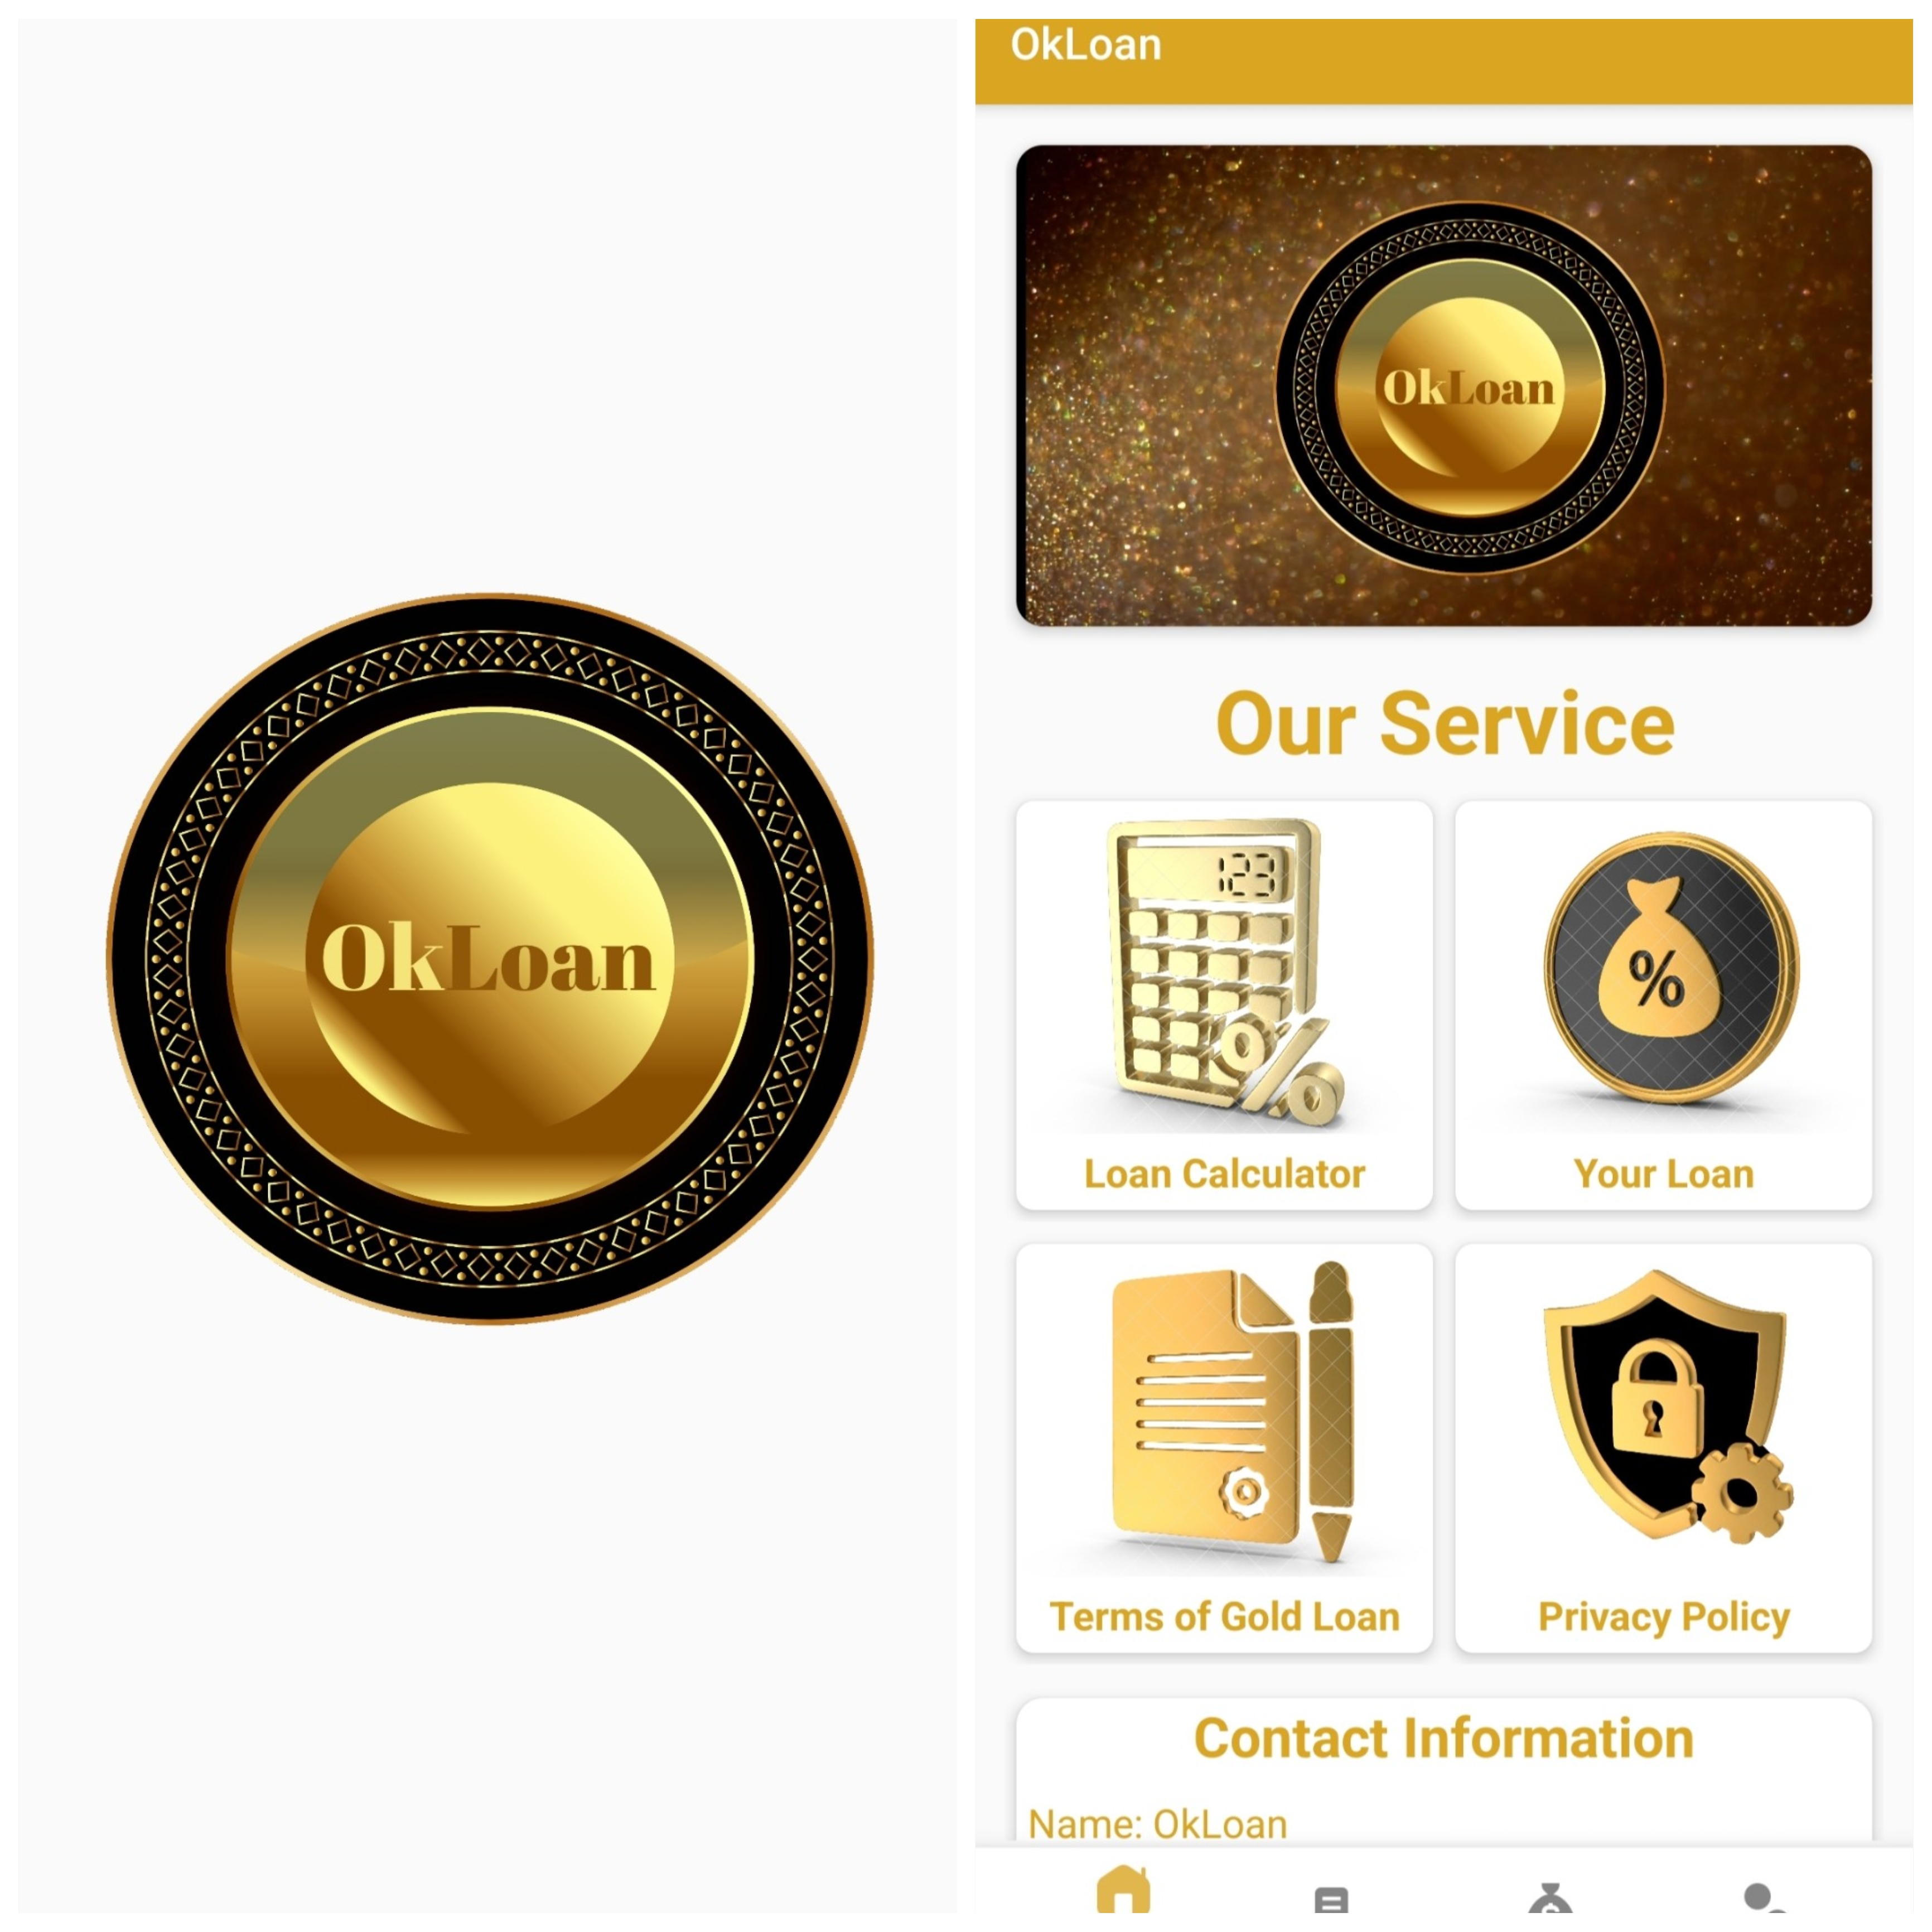 OkLoan
OkLoan
OkLoan
Our Service
123
%
%
Loan Calculator
Your Loan
Terms of Gold Loan
Privacy Policy
Contact Information
Name: OkLoan